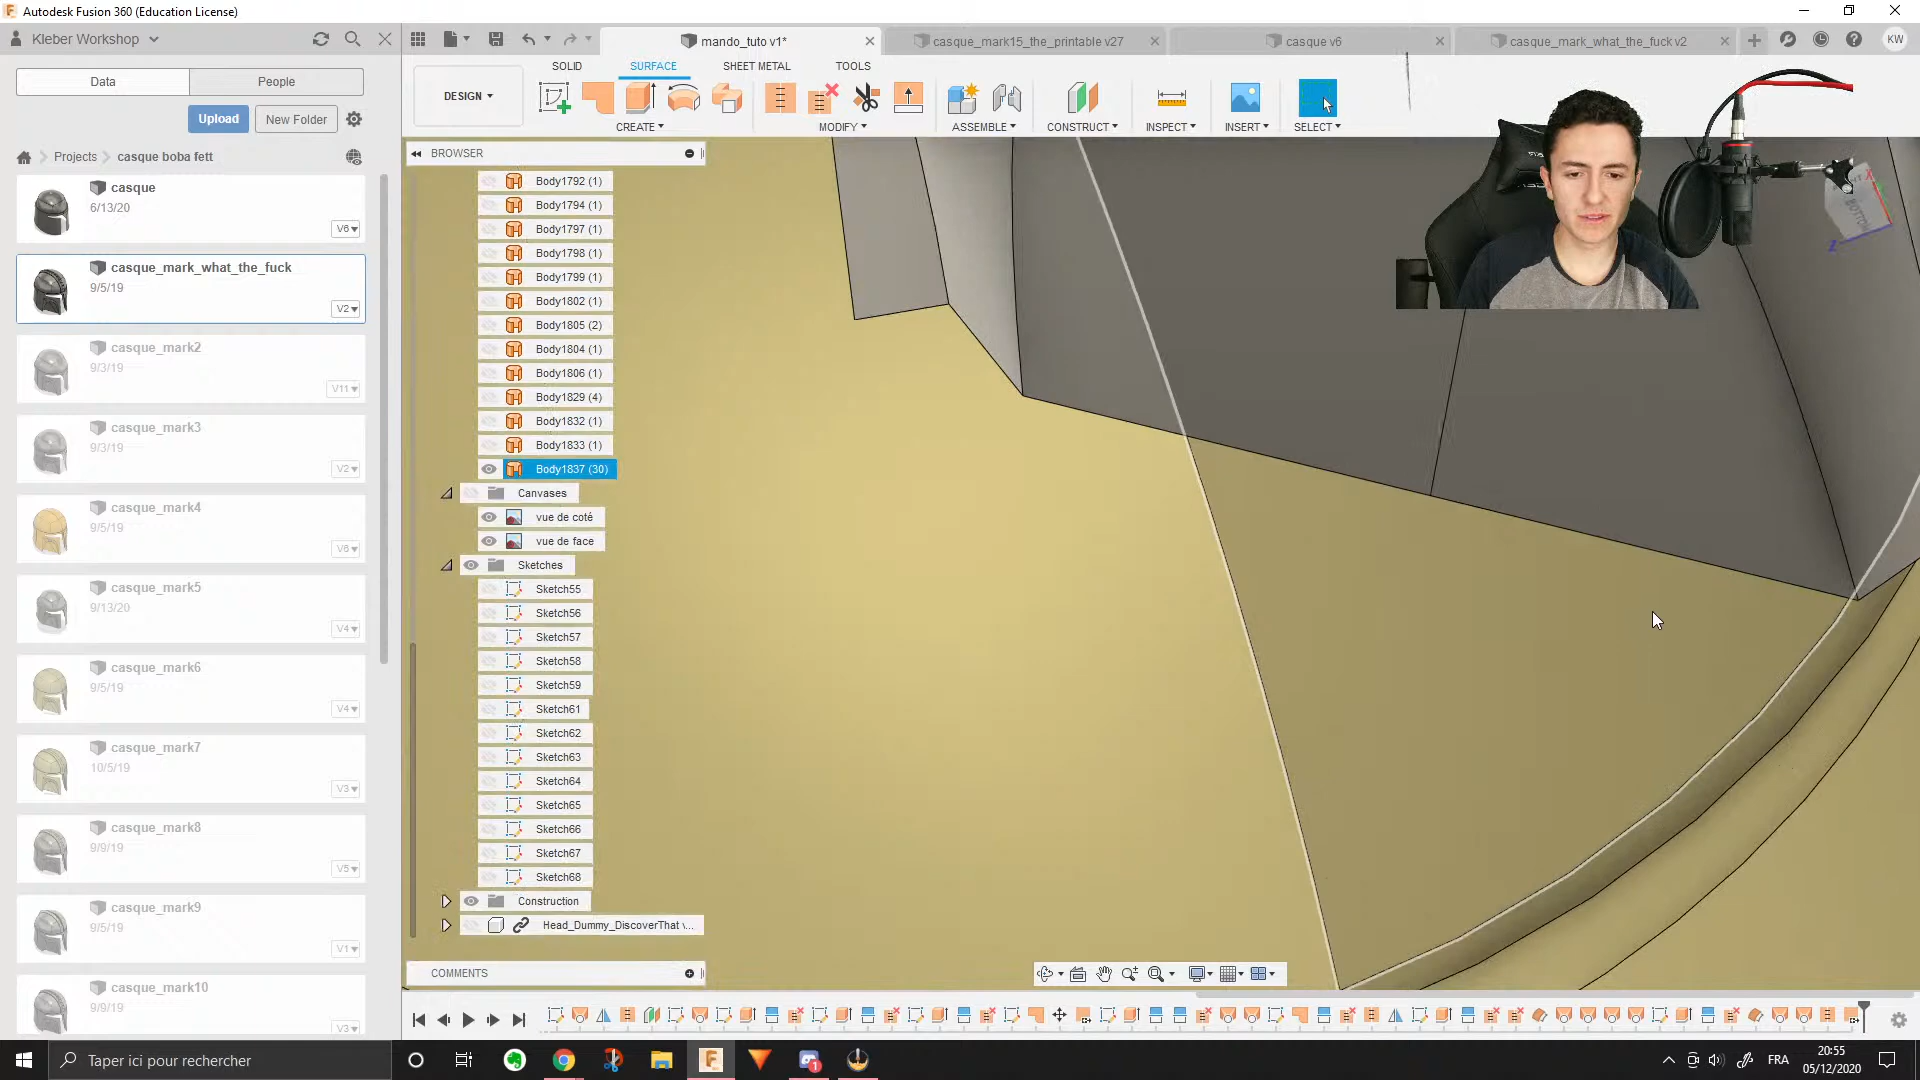 Autodesk Fusion 360 (Education License)
Kleber Workshop
mando_tuto v1*
casque_mark15_the_printable v27
casque v6
casque_mark_what_the_fuck v2
KW
Data
People
Upload
New Folder
Projects
casque boba fett
casque
6/13/20
V6
casque_mark_what_the_fuck
9/5/19
V2
casque_mark2
9/3/19
V11
casque_mark3
9/3/19
V2
casque_mark4
9/5/19
V6
casque_mark5
9/13/20
V4
casque_mark6
9/5/19
V4
casque_mark7
10/5/19
V3
casque_mark8
9/9/19
V5
casque_mark9
9/5/19
V1
casque_mark10
9/9/19
V3
SOLID
SURFACE
SHEET METAL
TOOLS
DESIGN
CREATE
MODIFY
ASSEMBLE
CONSTRUCT
INSPECT
INSERT
SELECT
BROWSER
Body1792 (1)
Body1794 (1)
Body1797 (1)
Body1798 (1)
Body1799 (1)
Body1802 (1)
Body1805 (2)
Body1804 (1)
Body1806 (1)
Body1829 (4)
Body1832 (1)
Body1833 (1)
Body1837 (30)
Canvases
vue de coté
vue de face
Sketches
Sketch55
Sketch56
Sketch57
Sketch58
Sketch59
Sketch61
Sketch62
Sketch63
Sketch64
Sketch65
Sketch66
Sketch67
Sketch68
Construction
Head_Dummy_DiscoverThat v...
COMMENTS
BOTTOM
X
Z
Taper ici pour rechercher
1
FRA
20:55
05/12/2020